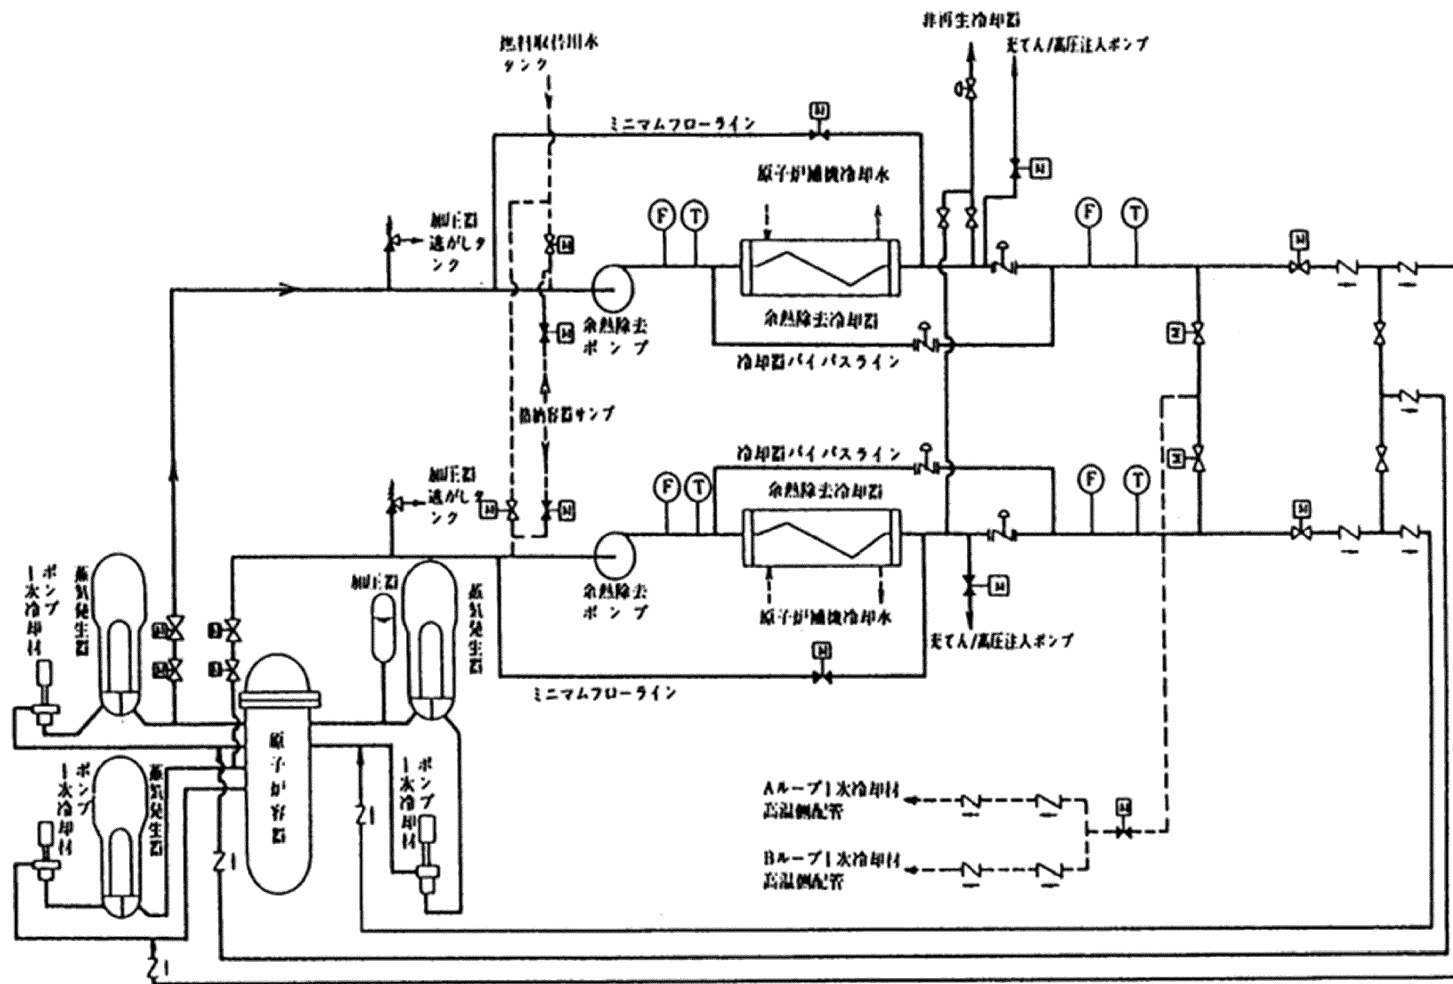 非再生冷却器
充てん/高圧注入ポンプ
燃料取替用水
タンク
ミニマムフローライン
M
原子炉補機冷却水
M
加圧器
逃がしタ
ンク
F
T
M
F
T
M
余熱除去
ポンプ
余熱除去冷却器
M
M
冷却器バイパスライン
格納容器サンプ
冷却器バイパスライン
M
加圧器
逃がしタ
ンク
M
M
F
T
余熱除去冷却器
F
T
M
余熱除去
ポンプ
原子炉補機冷却水
M
充てん/高圧注入ポンプ
M
ミニマムフローライン
1次冷却材
ポンプ
蒸気発生器
加圧器
蒸気発生器
原子炉容器
1次冷却材
ポンプ
蒸気発生器
1次冷却材
ポンプ
Aループ1次冷却材
高温側配管
M
Bループ1次冷却材
高温側配管